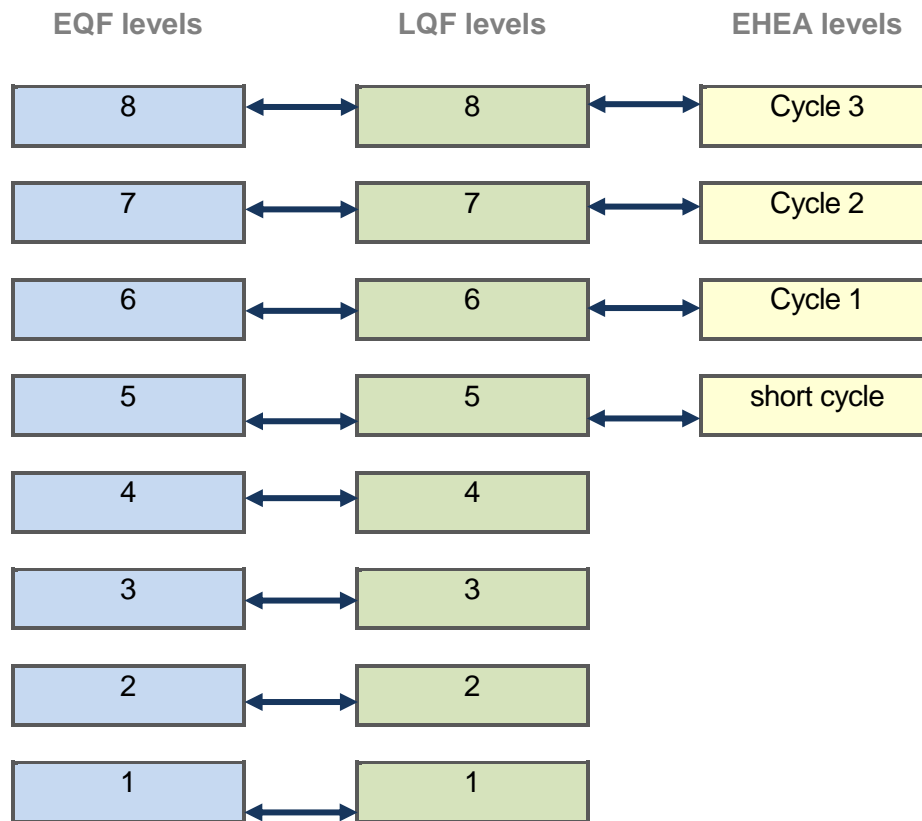 EQF levels LQF levels EHEA levels
8 8 Cycle 3
7 7 Cycle 2
6 6 Cycle 1
5 5 short cycle
4 4
3 3
2 2
1 1